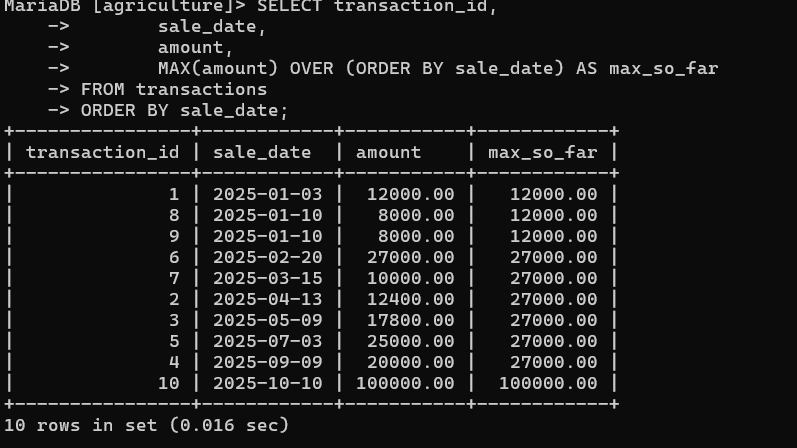 MariaDB [agriculture]> SELECT transaction_id,
    ->        sale_date,
    ->        amount,
    ->        MAX(amount) OVER (ORDER BY sale_date) AS max_so_far
    -> FROM transactions
    -> ORDER BY sale_date;
+----------------+------------+-----------+------------+
| transaction_id | sale_date  | amount    | max_so_far |
+----------------+------------+-----------+------------+
|              1 | 2025-01-03 |  12000.00 |   12000.00 |
|              8 | 2025-01-10 |   8000.00 |   12000.00 |
|              9 | 2025-01-10 |   8000.00 |   12000.00 |
|              6 | 2025-02-20 |  27000.00 |   27000.00 |
|              7 | 2025-03-15 |  10000.00 |   27000.00 |
|              2 | 2025-04-13 |  12400.00 |   27000.00 |
|              3 | 2025-05-09 |  17800.00 |   27000.00 |
|              5 | 2025-07-03 |  25000.00 |   27000.00 |
|              4 | 2025-09-09 |  20000.00 |   27000.00 |
|             10 | 2025-10-10 | 100000.00 |  100000.00 |
+----------------+------------+-----------+------------+
10 rows in set (0.016 sec)